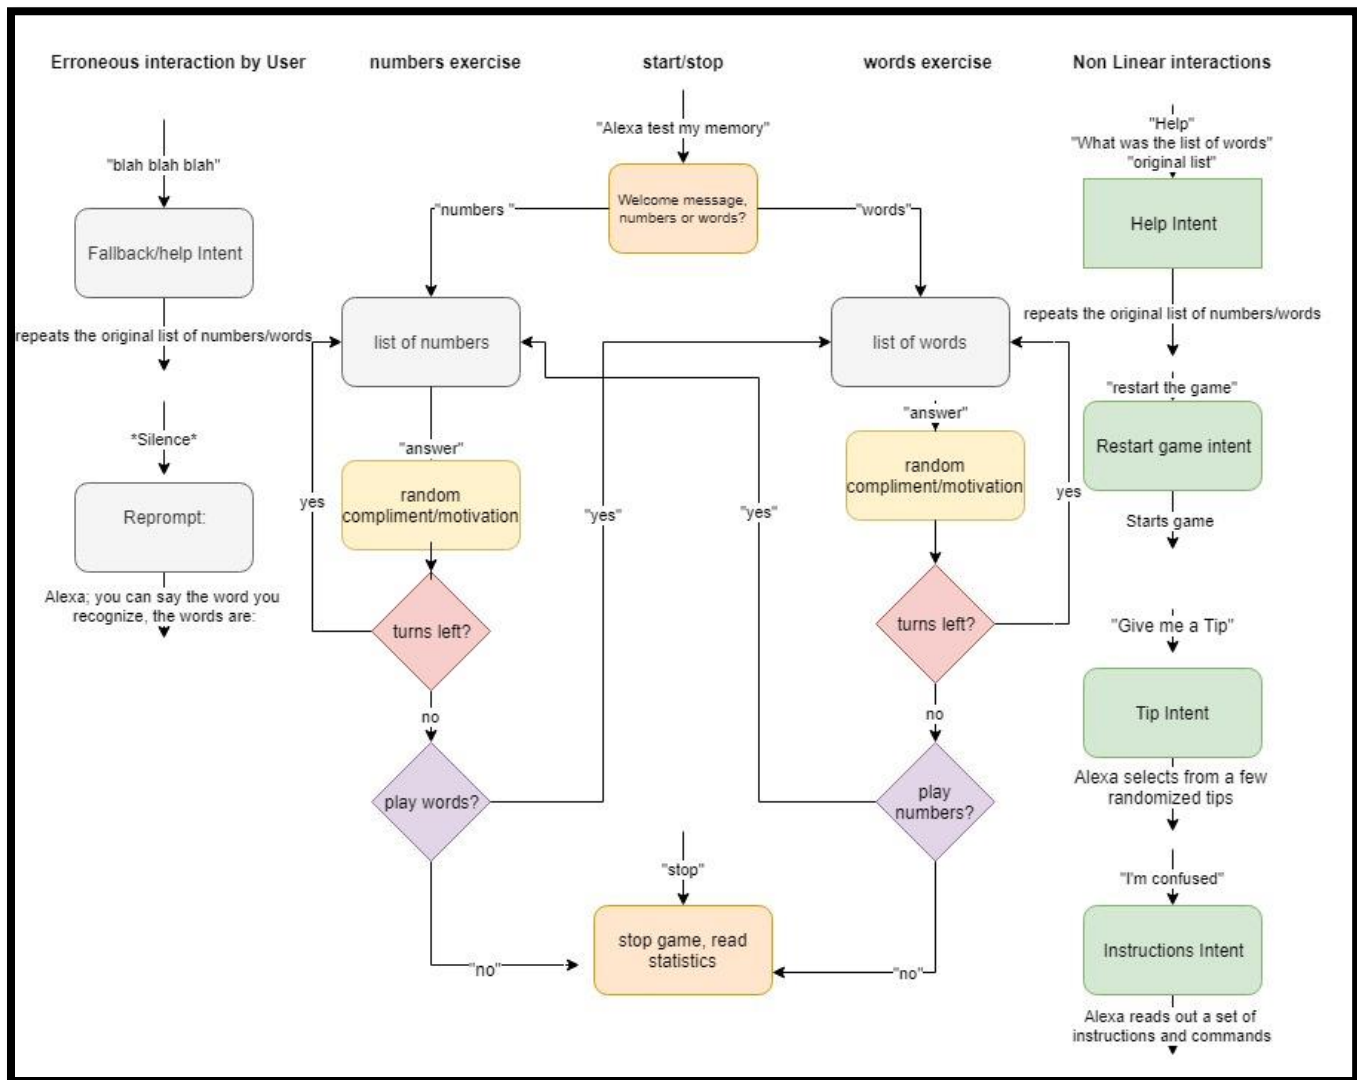 Erroneous interaction by User
numbers exercise
start/stop
words exercise
Non Linear interactions
"blah blah blah"
Fallback/help Intent
repeats the original list of numbers/words
*Silence*
Reprompt:
Alexa; you can say the word you
recognize, the words are:
"numbers "
list of numbers
"answer"
random
compliment/motivation
yes
turns left?
no
play words?
"yes"
"no"
"Alexa test my memory"
Welcome message,
numbers or words?
"stop"
stop game, read
statistics
"words"
list of words
"answer"
random
compliment/motivation
yes
turns left?
no
play
numbers?
"yes"
"no"
"Help"
"What was the list of words"
"original list"
Help Intent
repeats the original list of numbers/words
"restart the game"
Restart game intent
Starts game
"Give me a Tip"
Tip Intent
Alexa selects from a few
randomized tips
"I'm confused"
Instructions Intent
Alexa reads out a set of
instructions and commands